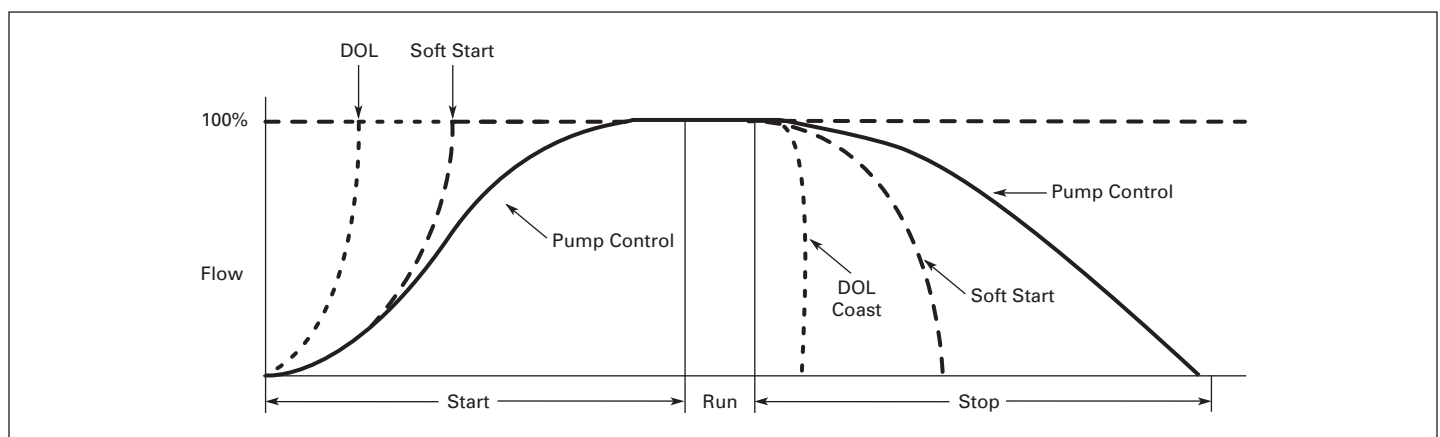 DOL
Soft Start
100%
Pump Control
Pump Control
Flow
DOL
Coast
Soft Start
Start
Run
Stop